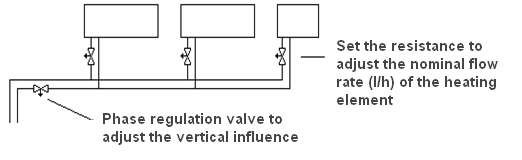 Set the resistance to
adjust the nominal flow
rate (l/h) of the heating
element
Phase regulation valve to
adjust the vertical influence